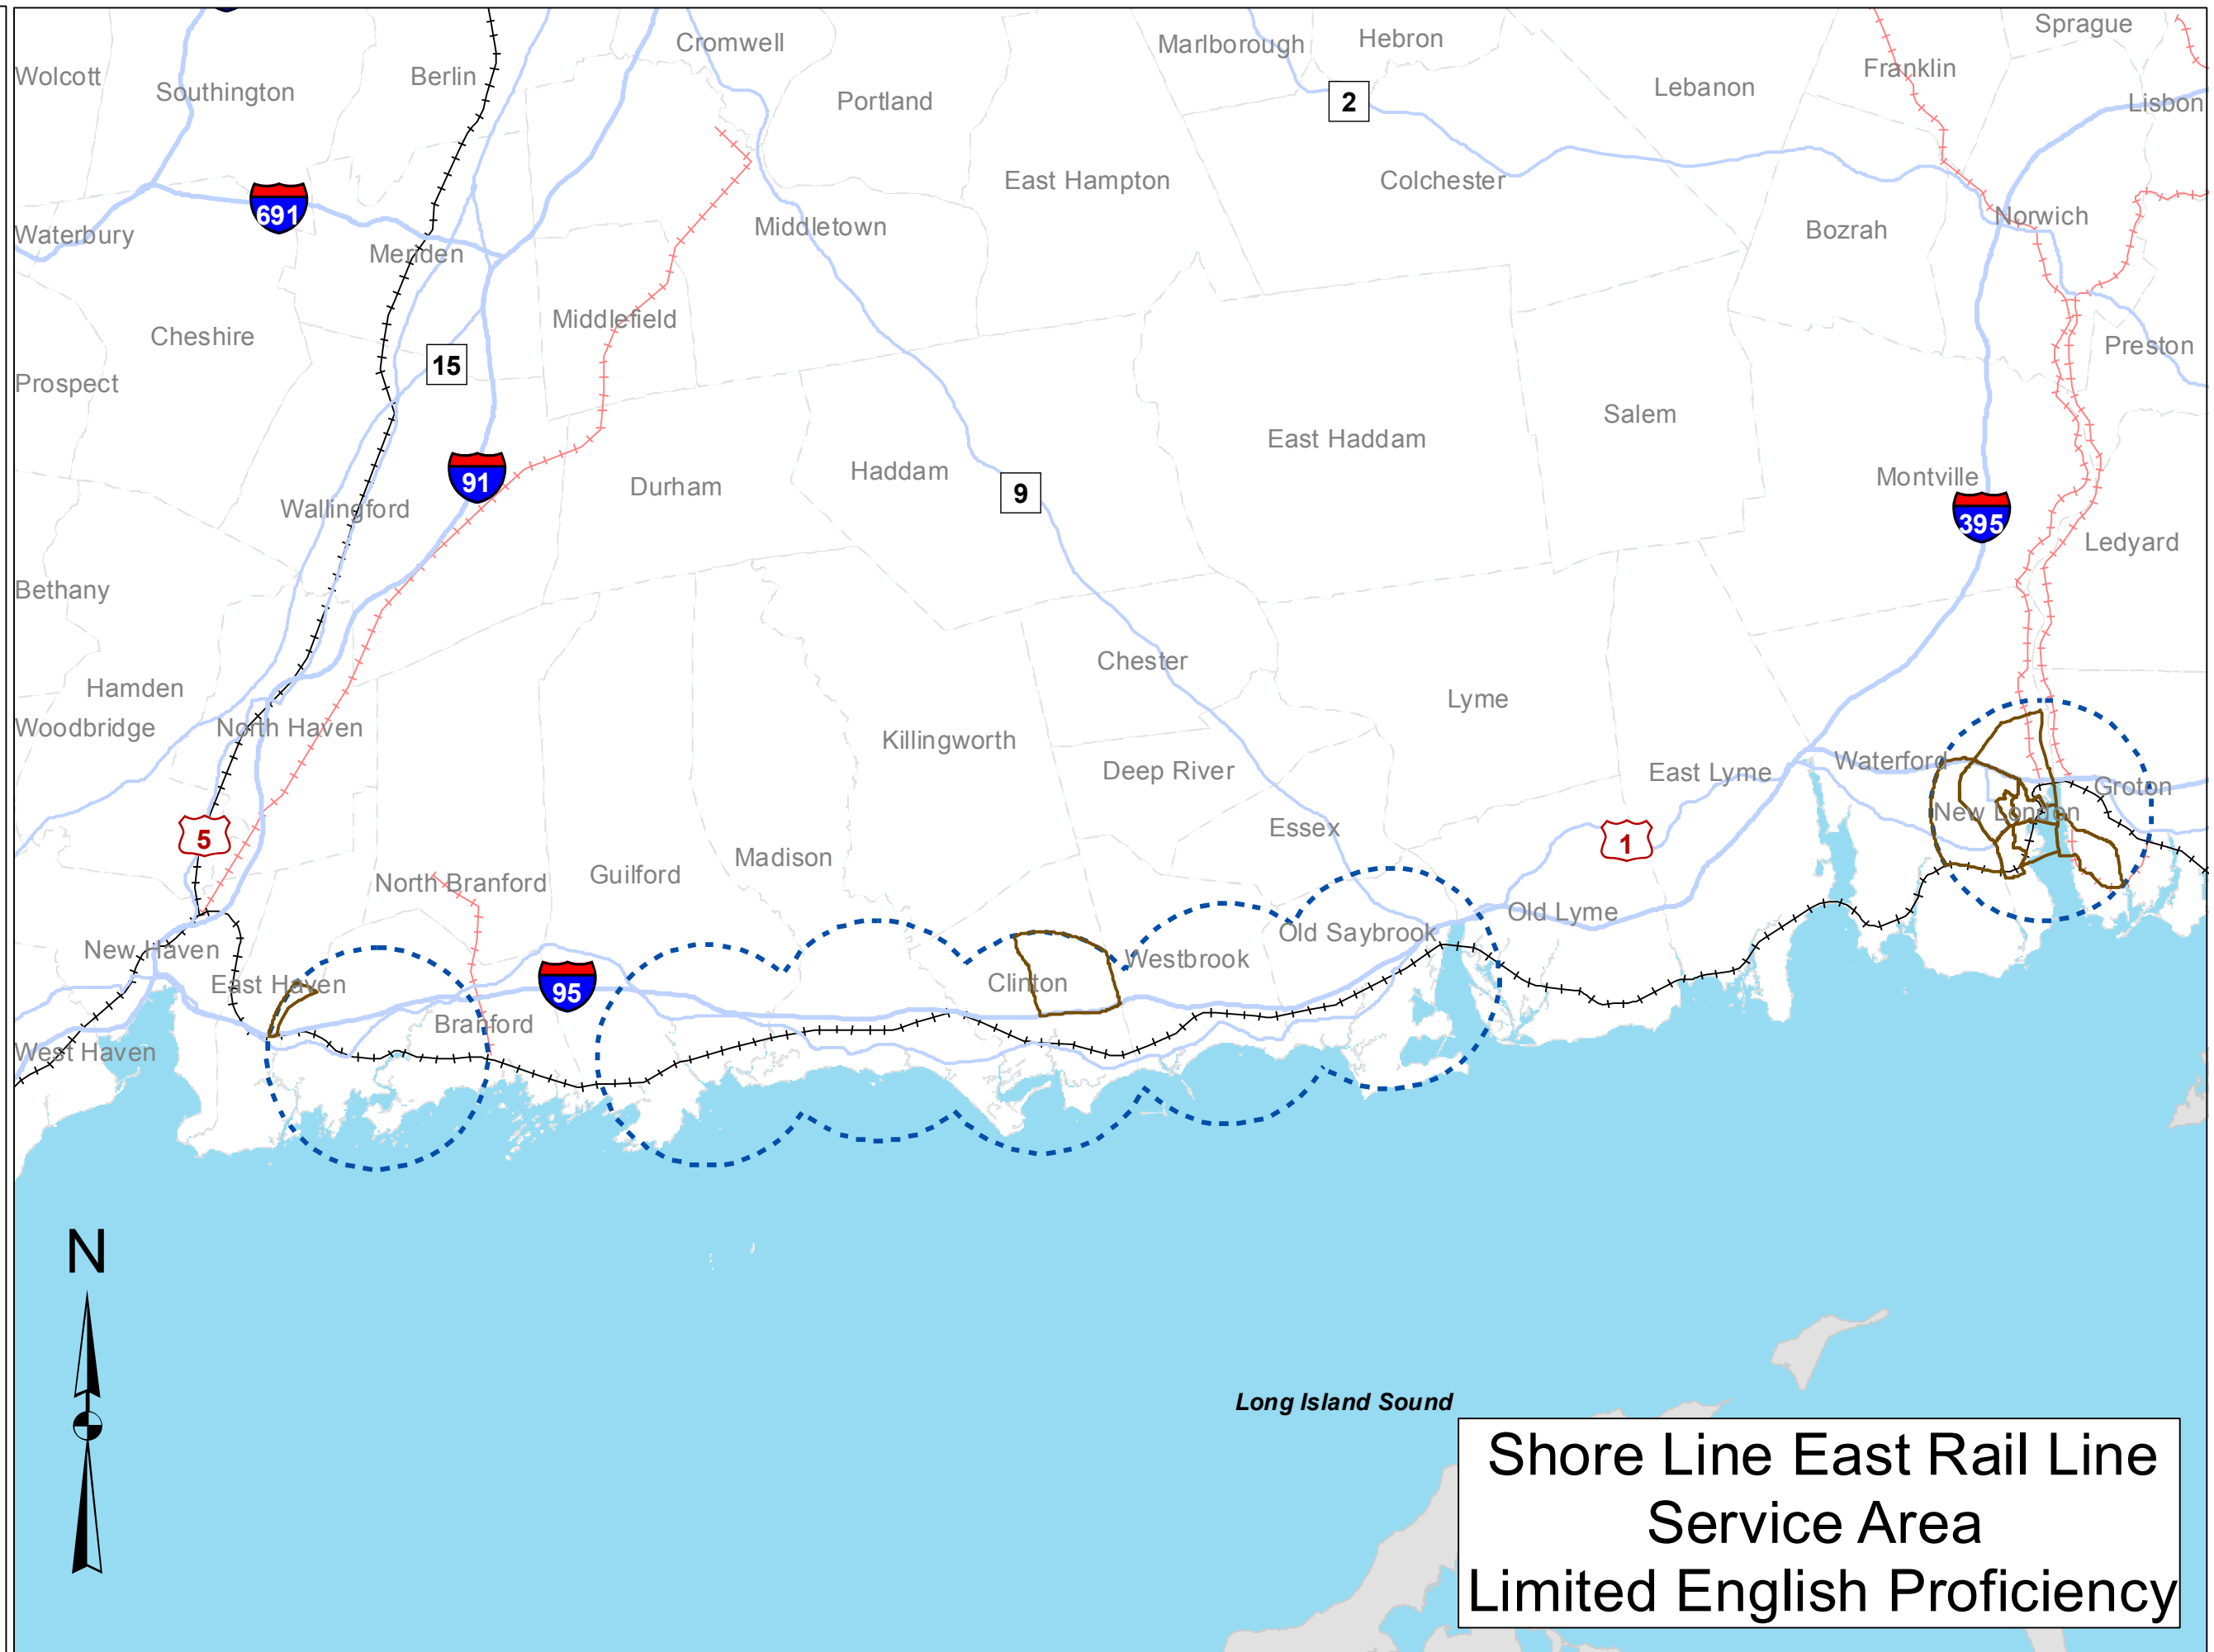 Cromwell
Marlborough
Hebron
Sprague
Wolcott
Southington
Berlin
Portland
2
Lebanon
Franklin
Lisbon
691
East Hampton
Colchester
Waterbury
Meriden
Middletown
Bozrah
Norwich
Cheshire
Middlefield
15
Preston
Prospect
East Haddam
Salem
91
Durham
Haddam
9
Montville
395
Wallingford
Ledyard
Bethany
Hamden
Chester
Lyme
Woodbridge
North Haven
Killingworth
Deep River
East Lyme
Waterford
Groton
5
Essex
1
New London
North Branford
Guilford
Madison
New Haven
Old Saybrook
Old Lyme
East Haven
95
Clinton
Westbrook
West Haven
Branford
N
Long Island Sound
Shore Line East Rail Line
Service Area
Limited English Proficiency